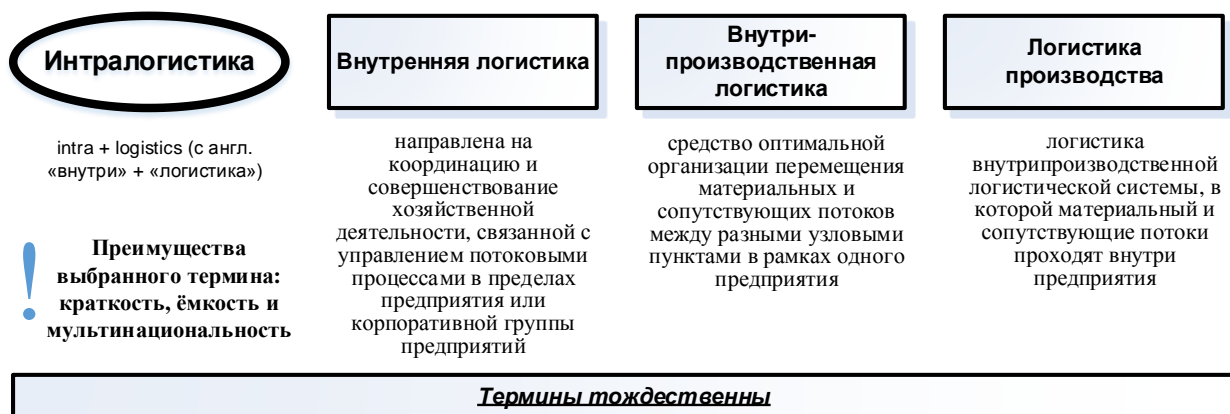 Интралогистика
intra + logistics (с англ.
«внутри» + «логистика»)
Преимущества
выбранного термина:
краткость, ёмкость и
мультинациональность
Внутренняя логистика
направлена на
координацию и
совершенствование
хозяйственной
деятельности, связанной с
управлением потоковыми
процессами в пределах
предприятия или
корпоративной группы
предприятий
Внутри-
производственная
логистика
средство оптимальной
организации перемещения
материальных и
сопутствующих потоков
между разными узловыми
пунктами в рамках одного
предприятия
Логистика
производства
логистика
внутрипроизводственной
логистической системы, в
которой материальный и
сопутствующие потоки
проходят внутри
предприятия
Термины тождественны